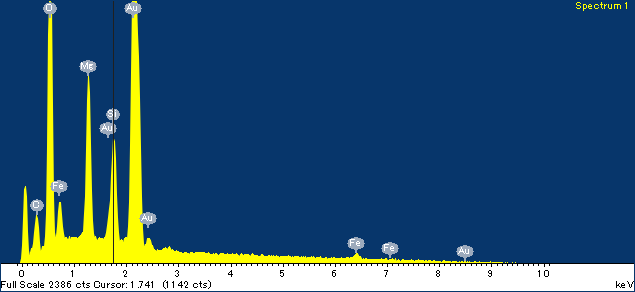 Spectrum 1
O Au
Mg
Si
Au
Fe
Au
Fe Fe Au
0 1 2 3 4 5 6 7 8 9 10
Full Scale 2386 cts Cursor: 1.741 (1142 cts) keV